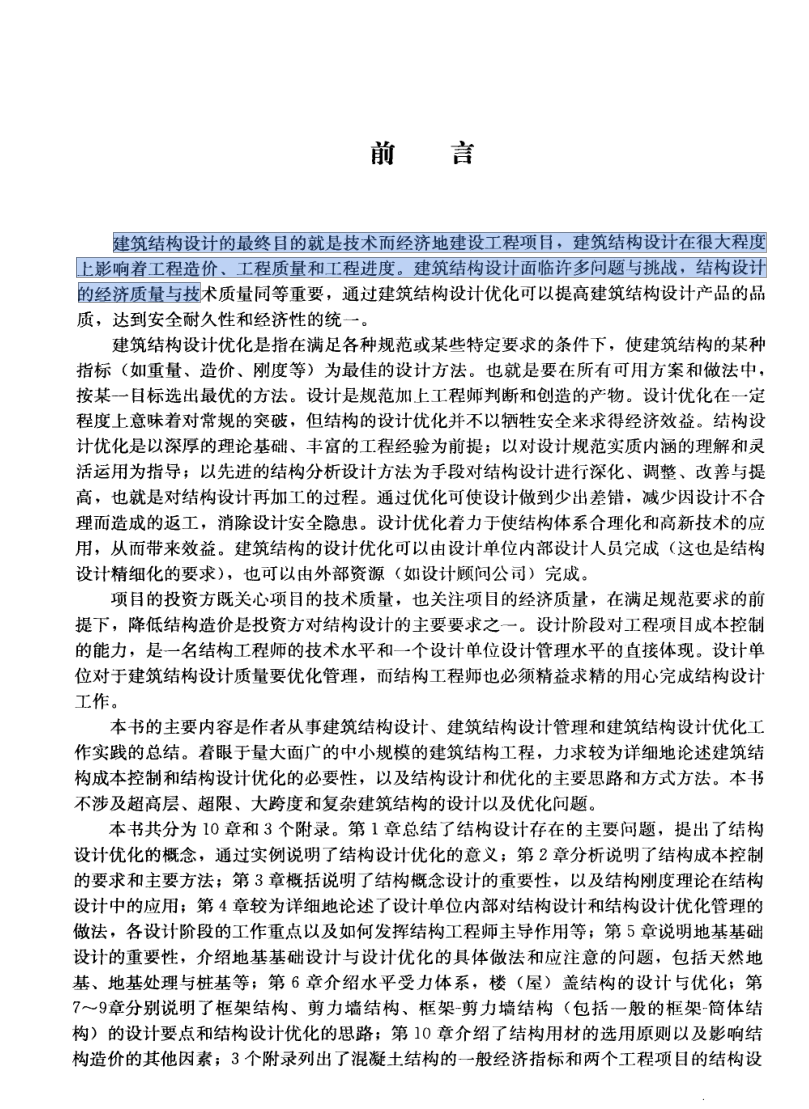 前　言
建筑结构设计的最终目的就是技术而经济地建设工程项目，建筑结构设计在很大程度
上影响着工程造价、工程质量和工程进度。建筑结构设计面临许多问题与挑战，结构设计
的经济质量与技术质量同等重要，通过建筑结构设计优化可以提高建筑结构设计产品的品
质，达到安全耐久性和经济性的统一。
建筑结构设计优化是指在满足各种规范或某些特定要求的条件下，使建筑结构的某种
指标（如重量、造价、刚度等）为最佳的设计方法。也就是要在所有可用方案和做法中，
按某一目标选出最优的方法。设计是规范加上工程师判断和创造的产物。设计优化在一定
程度上意味着对常规的突破，但结构的设计优化并不以牺牲安全来求得经济效益。结构设
计优化是以深厚的理论基础、丰富的工程经验为前提；以对设计规范实质内涵的理解和灵
活运用为指导；以先进的结构分析设计方法为手段对结构设计进行深化、调整、改善与提
高，也就是对结构设计再加工的过程。通过优化可使设计做到少出差错，减少因设计不合
理而造成的返工，消除设计安全隐患。设计优化着力于使结构体系合理化和高新技术的应
用，从而带来效益。建筑结构的设计优化可以由设计单位内部设计人员完成（这也是结构
设计精细化的要求），也可以由外部资源（如设计顾问公司）完成。
项目的投资方既关心项目的技术质量，也关注项目的经济质量，在满足规范要求的前
提下，降低结构造价是投资方对结构设计的主要要求之一。设计阶段对工程项目成本控制
的能力，是一名结构工程师的技术水平和一个设计单位设计管理水平的直接体现。设计单
位对于建筑结构设计质量要优化管理，而结构工程师也必须精益求精的用心完成结构设计
工作。
本书的主要内容是作者从事建筑结构设计、建筑结构设计管理和建筑结构设计优化工
作实践的总结。着眼于量大面广的中小规模的建筑结构工程，力求较为详细地论述建筑结
构成本控制和结构设计优化的必要性，以及结构设计和优化的主要思路和方式方法。本书
不涉及超高层、超限、大跨度和复杂建筑结构的设计以及优化问题。
本书共分为 10 章和 3 个附录。第 1 章总结了结构设计存在的主要问题，提出了结构
设计优化的概念，通过实例说明了结构设计优化的意义；第 2 章分析说明了结构成本控制
的要求和主要方法；第 3 章概括说明了结构概念设计的重要性，以及结构刚度理论在结构
设计中的应用；第 4 章较为详细地论述了设计单位内部对结构设计和结构设计优化管理的
做法，各设计阶段的工作重点以及如何发挥结构工程师主导作用等；第 5 章说明地基基础
设计的重要性，介绍地基基础设计与设计优化的具体做法和应注意的问题，包括天然地
基、地基处理与桩基等；第 6 章介绍水平受力体系，楼（屋）盖结构的设计与优化；第
7～9章分别说明了框架结构、剪力墙结构、框架-剪力墙结构（包括一般的框架-筒体结
构）的设计要点和结构设计优化的思路；第 10 章介绍了结构用材的选用原则以及影响结
构造价的其他因素；3 个附录列出了混凝土结构的一般经济指标和两个工程项目的结构设